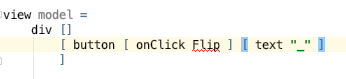 view model =
    div []
        [ button [ onClick Flip ] [ text "_" ]
        ]